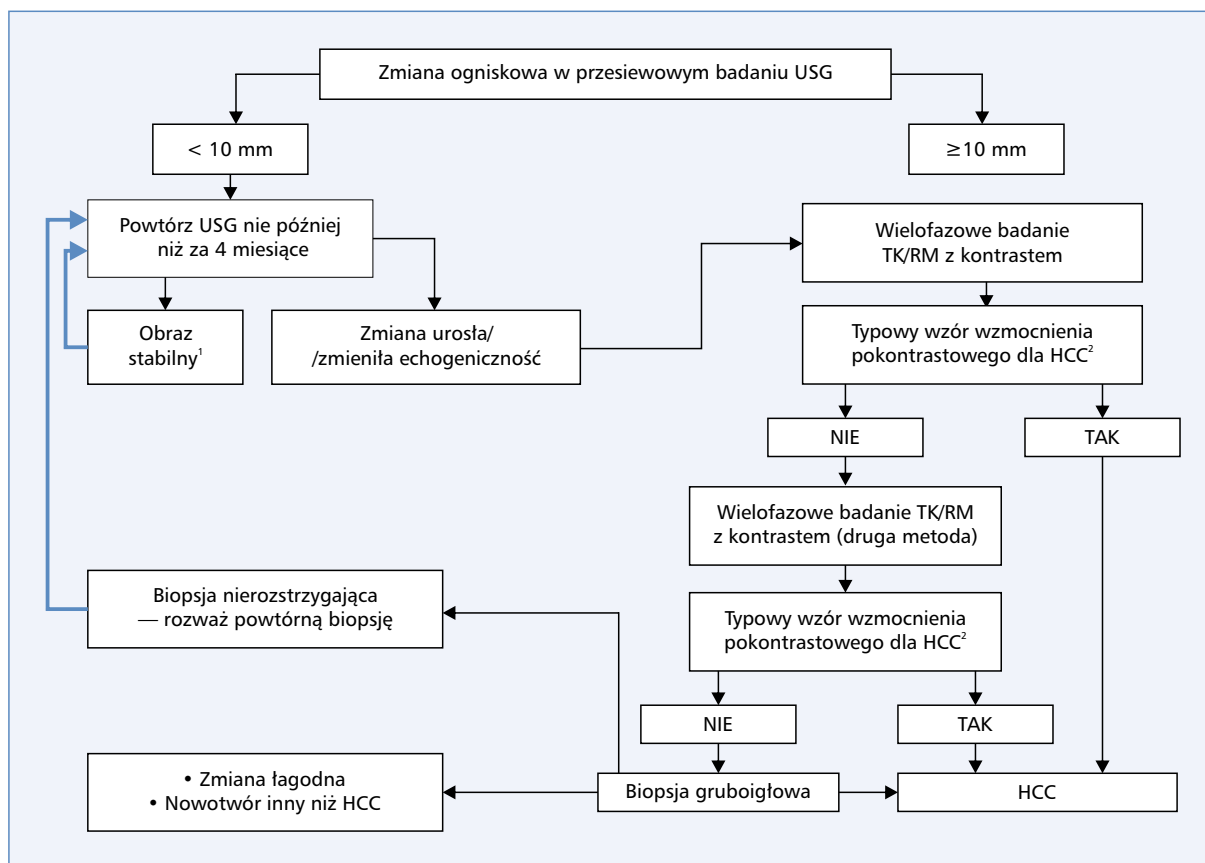 Zmiana ogniskowa w przesiewowym badaniu USG
< 10 mm
≥10 mm
Powtórz USG nie później
niż za 4 miesiące
Wielofazowe badanie
TK/RM z kontrastem
Obraz
stabilny¹
Zmiana urosła/
/zmieniła echogeniczność
Typowy wzór wzmocnienia
pokontrastowego dla HCC²
NIE
TAK
Wielofazowe badanie TK/RM
z kontrastem (druga metoda)
Biopsja nierozstrzygająca
— rozważ powtórną biopsję
Typowy wzór wzmocnienia
pokontrastowego dla HCC²
NIE
TAK
• Zmiana łagodna
• Nowotwór inny niż HCC
Biopsja gruboigłowa
HCC